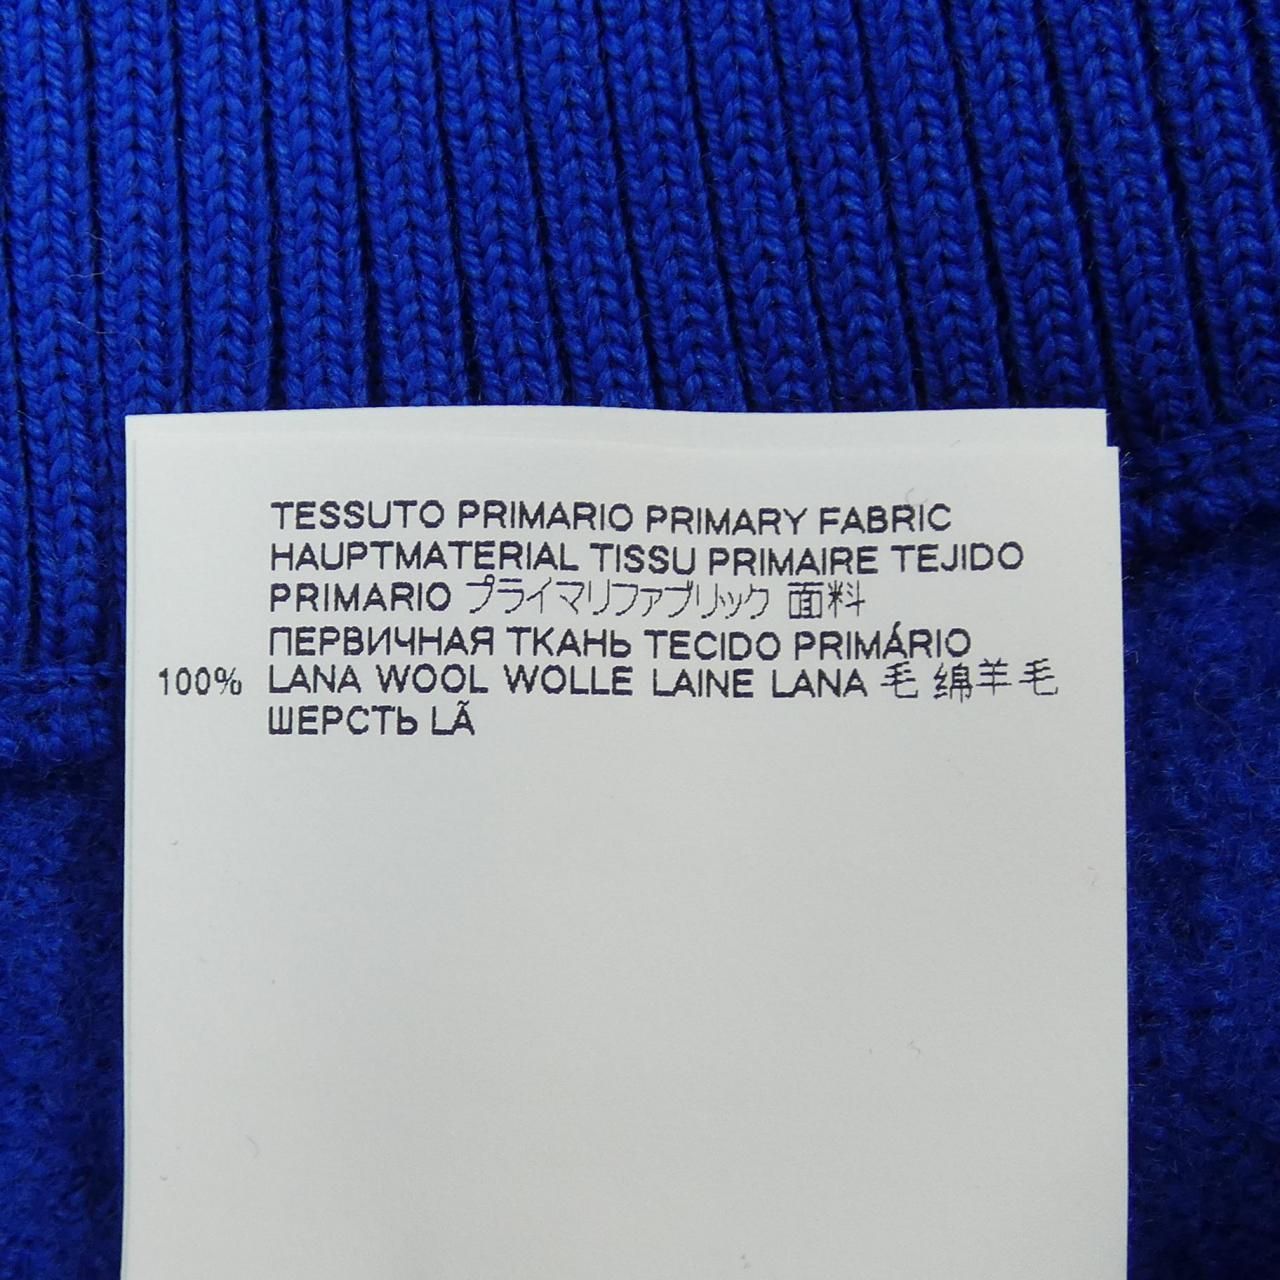 TESSUTO PRIMARIO PRIMARY FABRIC
HAUPTMATERIAL TISSU PRIMAIRE TEJIDO
PRIMARIO プライマリファブリック 面料
ПЕРВИЧНАЯ ТКАНЬ TECIDO PRIMÁRIO
100% LANA WOOL WOLLE LAINE LANA 毛 绵羊毛
ШЕРСТЬ LÃ